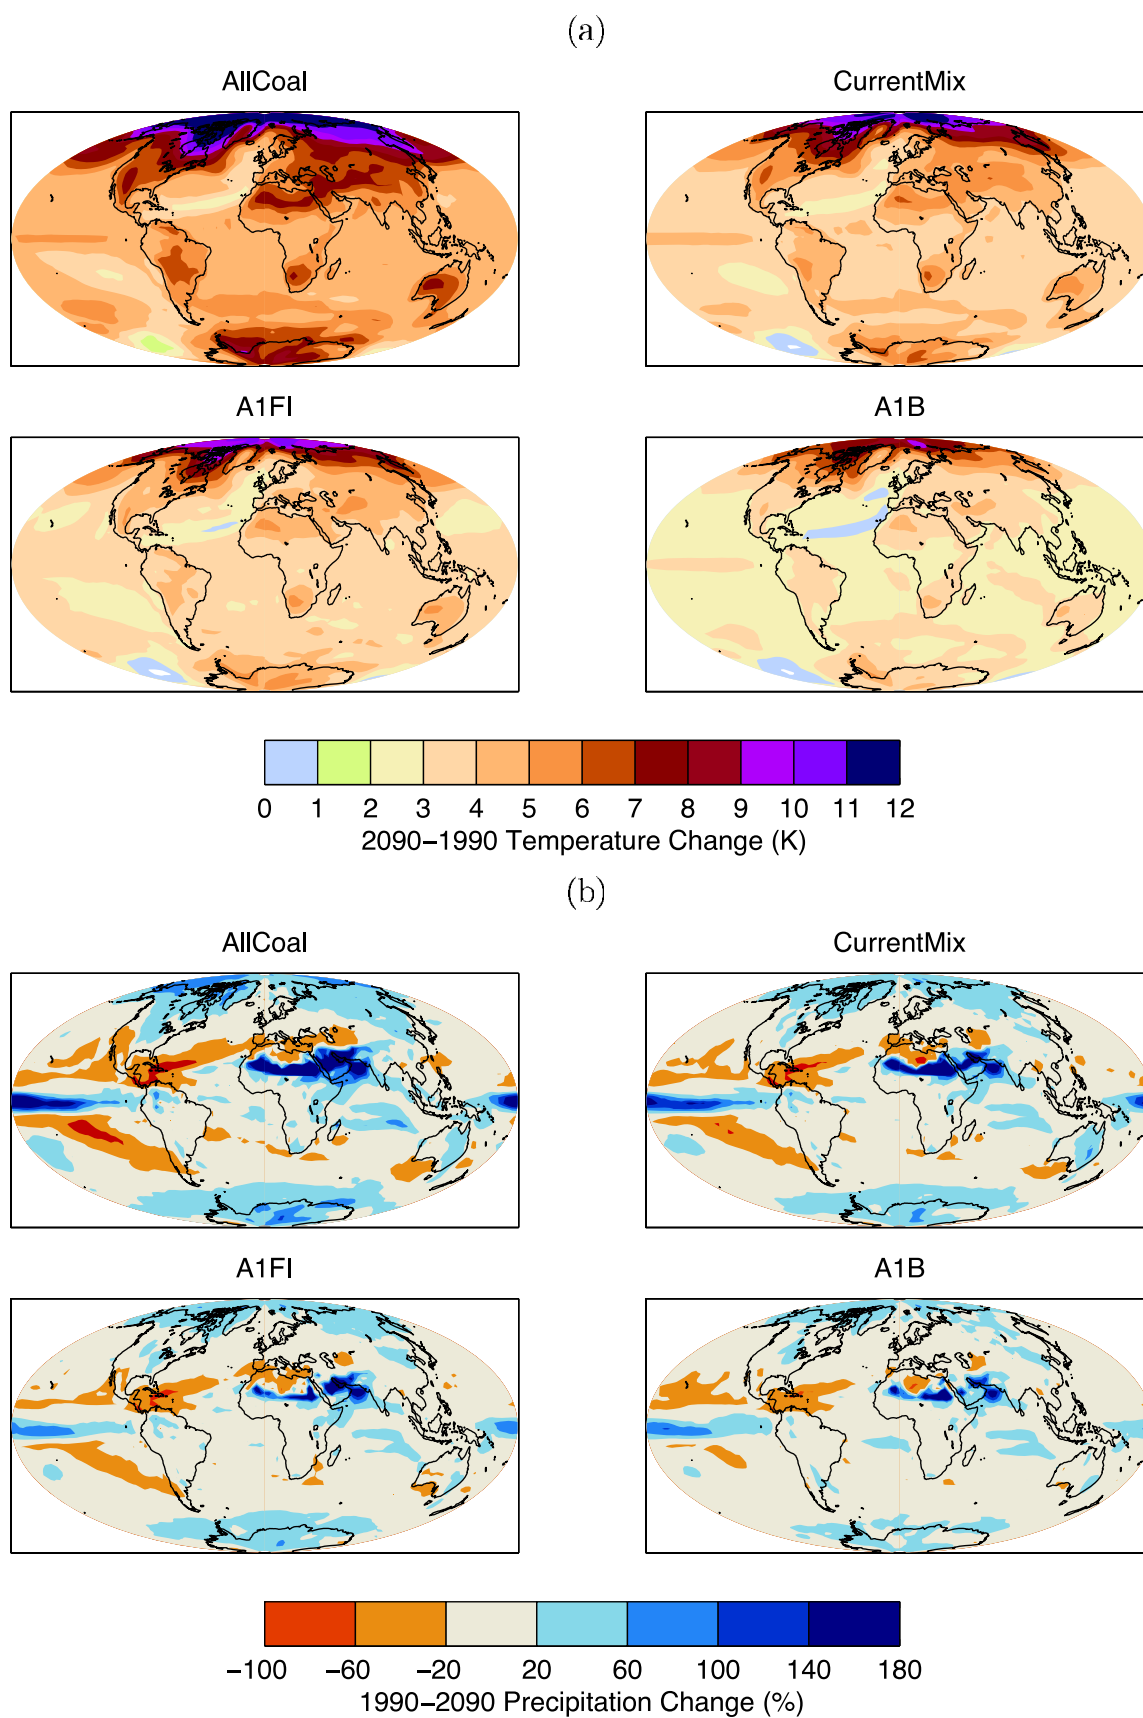 (a)
AllCoal CurrentMix
A1FI A1B
0 1 2 3 4 5 6 7 8 9 10 11 12
2090−1990 Temperature Change (K)
(b)
AllCoal CurrentMix
A1FI A1B
−100 −60 −20 20 60 100 140 180
1990−2090 Precipitation Change (%)